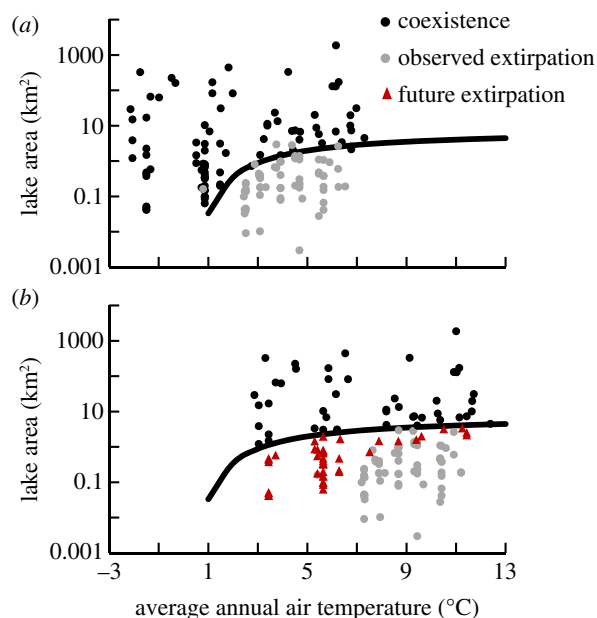 (a)
coexistence
observed extirpation
future extirpation
lake area (km²)
1000
10
0.1
0.001
(b)
lake area (km²)
1000
10
0.1
0.001
−3 1 5 9 13
average annual air temperature (°C)